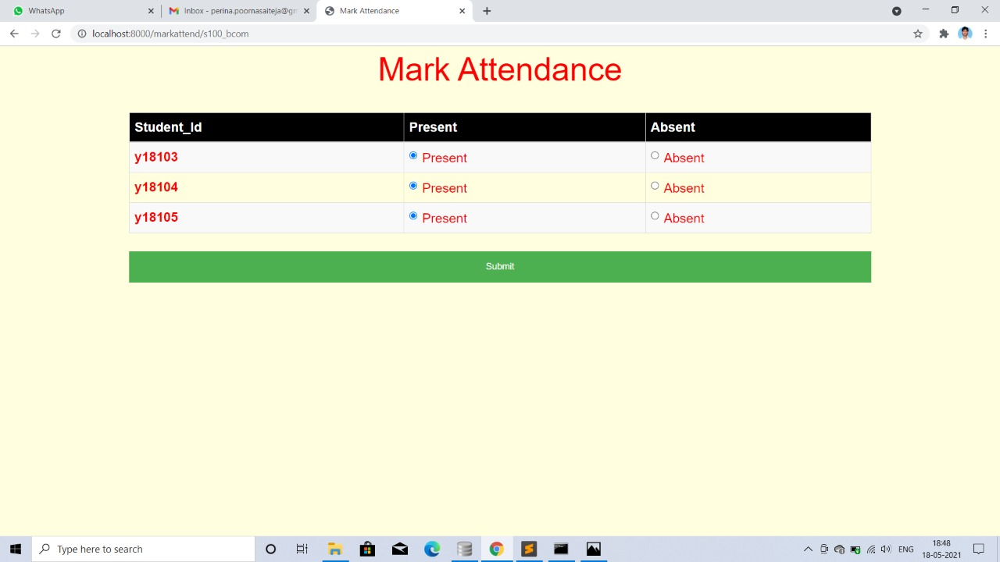 WhatsApp
Inbox - perina.poornasaiteja@gr
Mark Attendance
localhost:8000/markattend/s100_bcom
Mark Attendance
Student_Id Present Absent
y18103 Present Absent
y18104 Present Absent
y18105 Present Absent
Submit
Type here to search
ENG
18:48
18-05-2021